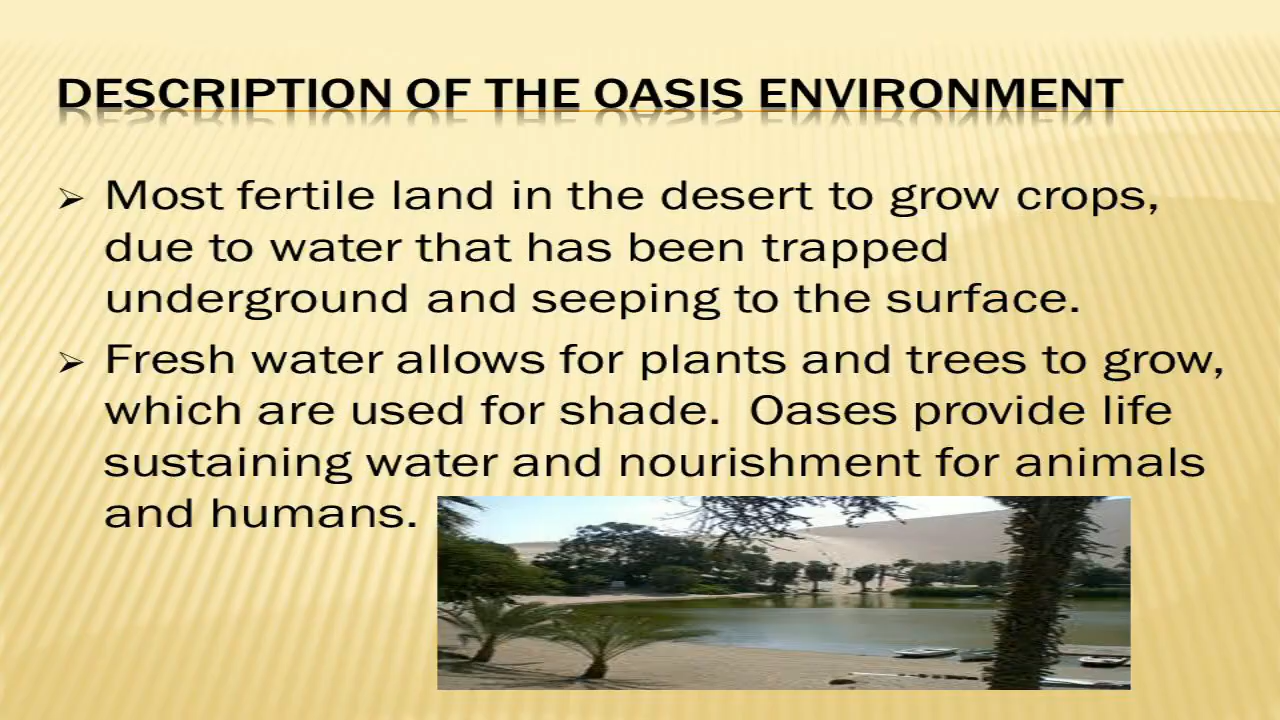 DESCRIPTION OF THE OASIS ENVIRONMENT
Most fertile land in the desert to grow crops,
due to water that has been trapped
underground and seeping to the surface.
Fresh water allows for plants and trees to grow,
which are used for shade.  Oases provide life
sustaining water and nourishment for animals
and humans.